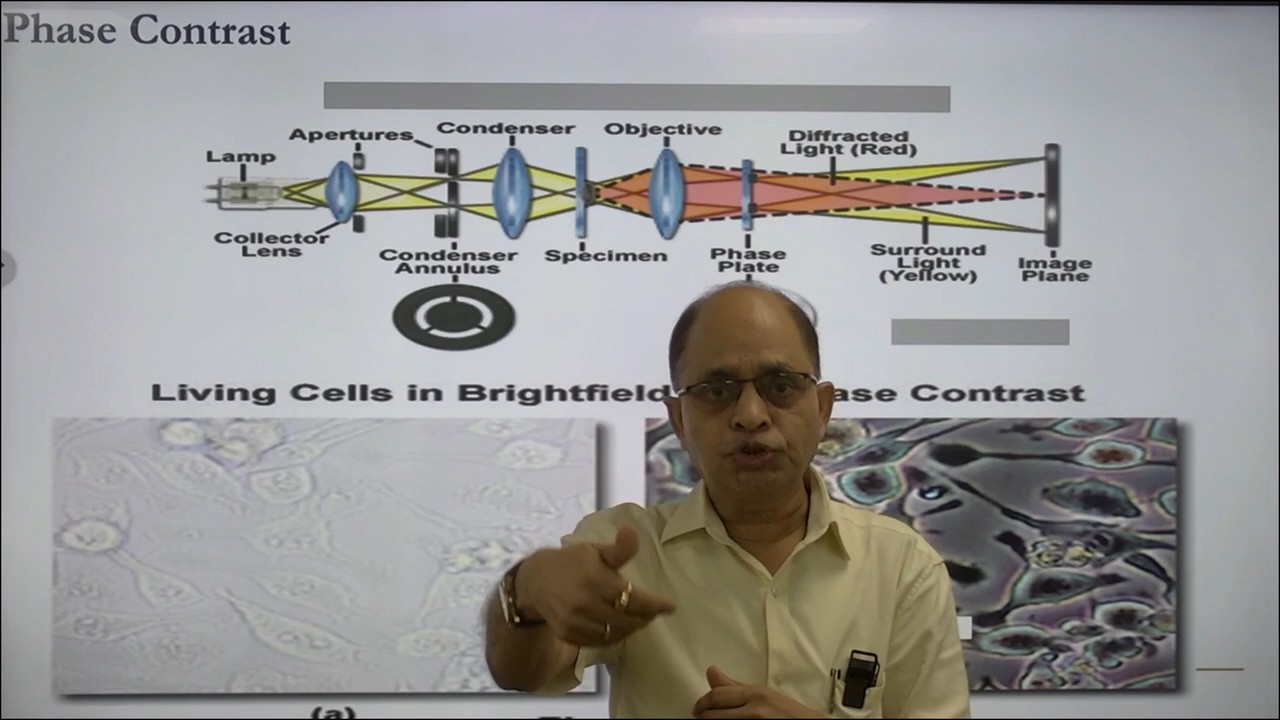 Phase Contrast
Apertures
Condenser
Objective
Diffracted
Light (Red)
Lamp
Collector
Lens
Condenser
Annulus
Specimen
Phase
Plate
Surround
Light
(Yellow)
Image
Plane
Living Cells in Brightfield
Contrast
(a)